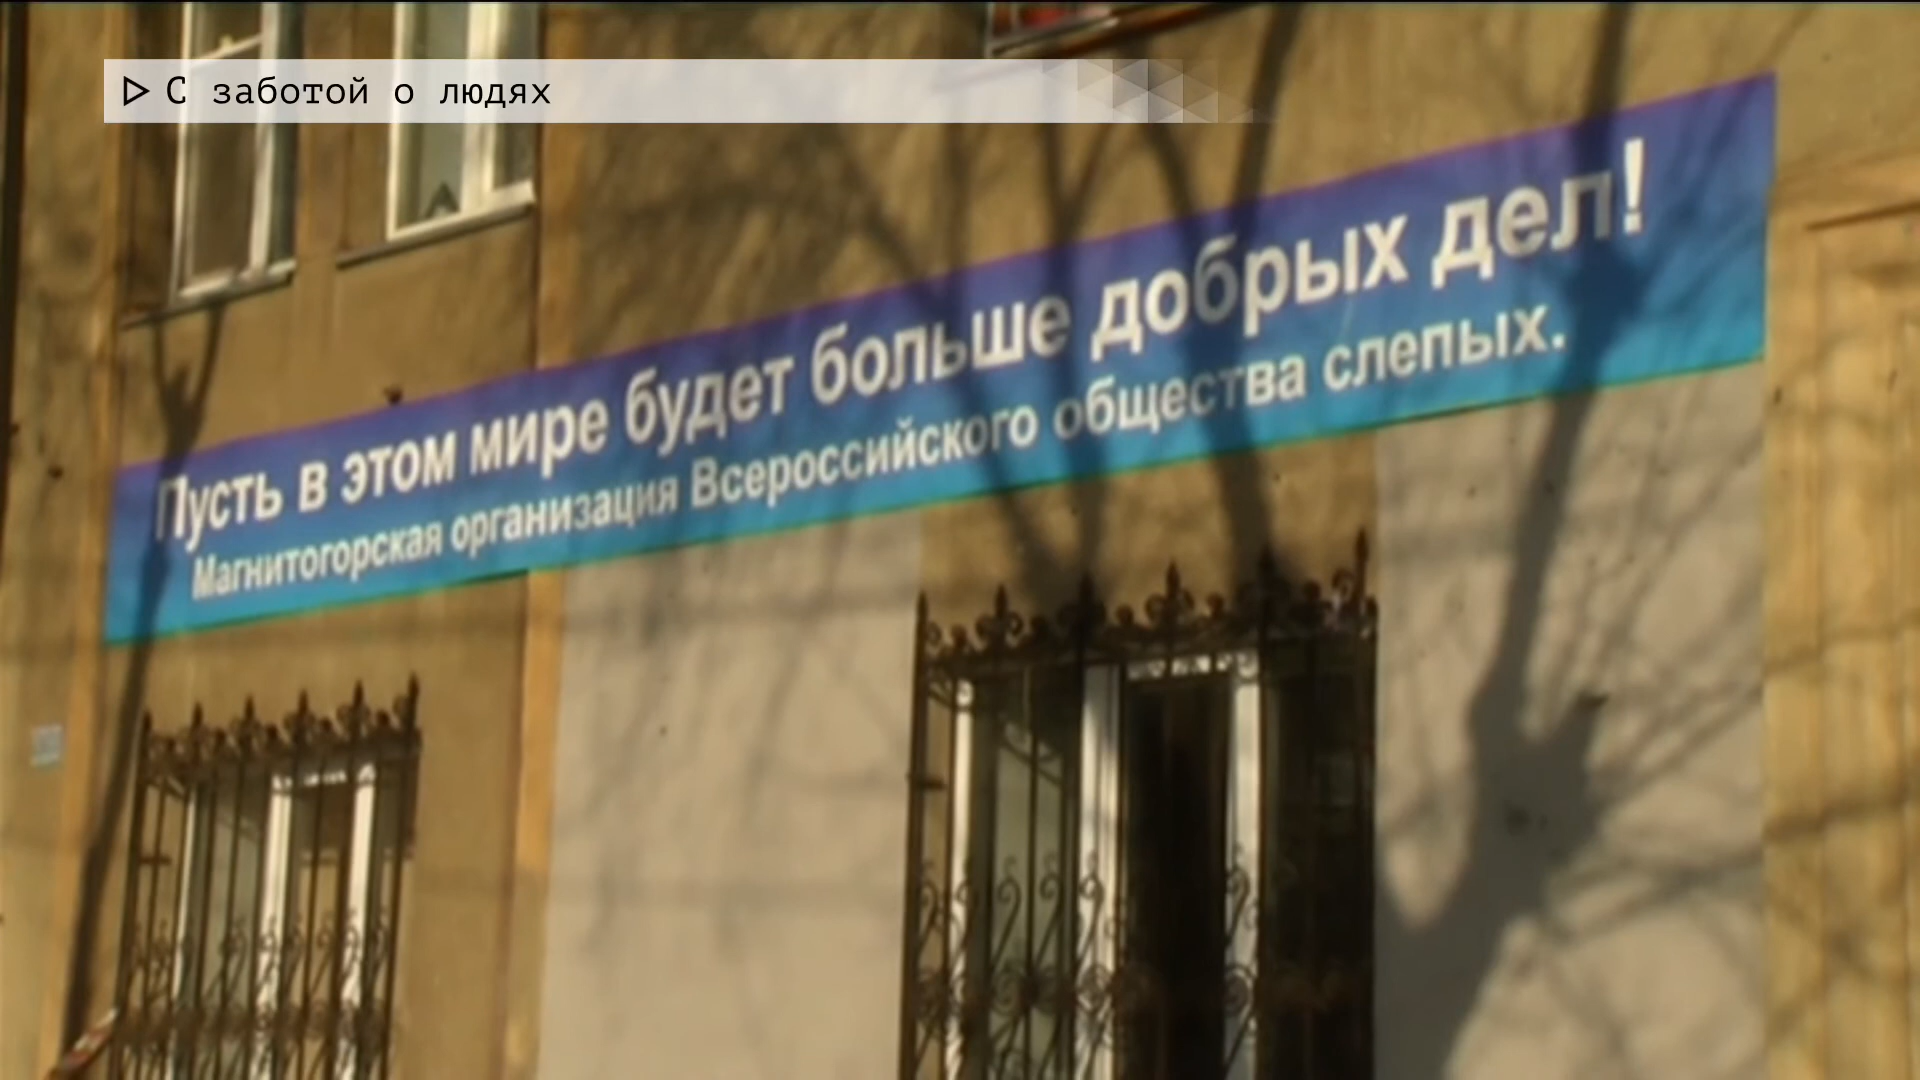 С заботой о людях
Пусть в этом мире будет больше добрых дел!
Магнитогорская организация Всероссийского общества слепых.